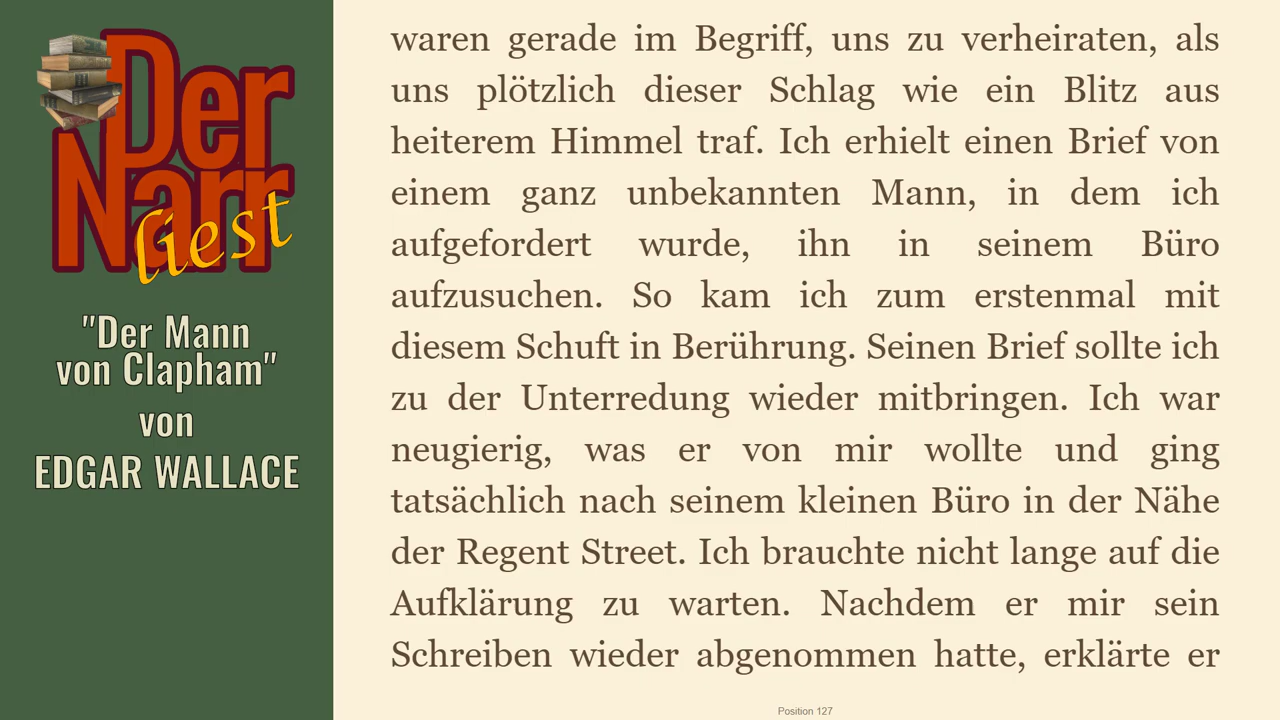 Der
Narr
liest
"Der Mann
von Clapham"
von
EDGAR WALLACE
waren gerade im Begriff, uns zu verheiraten, als
uns plötzlich dieser Schlag wie ein Blitz aus
heiterem Himmel traf. Ich erhielt einen Brief von
einem ganz unbekannten Mann, in dem ich
aufgefordert wurde, ihn in seinem Büro
aufzusuchen. So kam ich zum erstenmal mit
diesem Schuft in Berührung. Seinen Brief sollte ich
zu der Unterredung wieder mitbringen. Ich war
neugierig, was er von mir wollte und ging
tatsächlich nach seinem kleinen Büro in der Nähe
der Regent Street. Ich brauchte nicht lange auf die
Aufklärung zu warten. Nachdem er mir sein
Schreiben wieder abgenommen hatte, erklärte er
Position 127